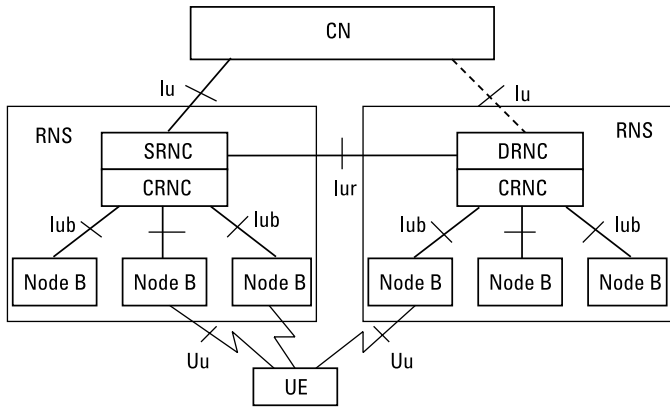 CN
Iu
Iu
RNS
RNS
SRNC
DRNC
CRNC
CRNC
Iur
Iub
Iub
Iub
Iub
Node B
Node B
Node B
Node B
Node B
Node B
Uu
Uu
UE